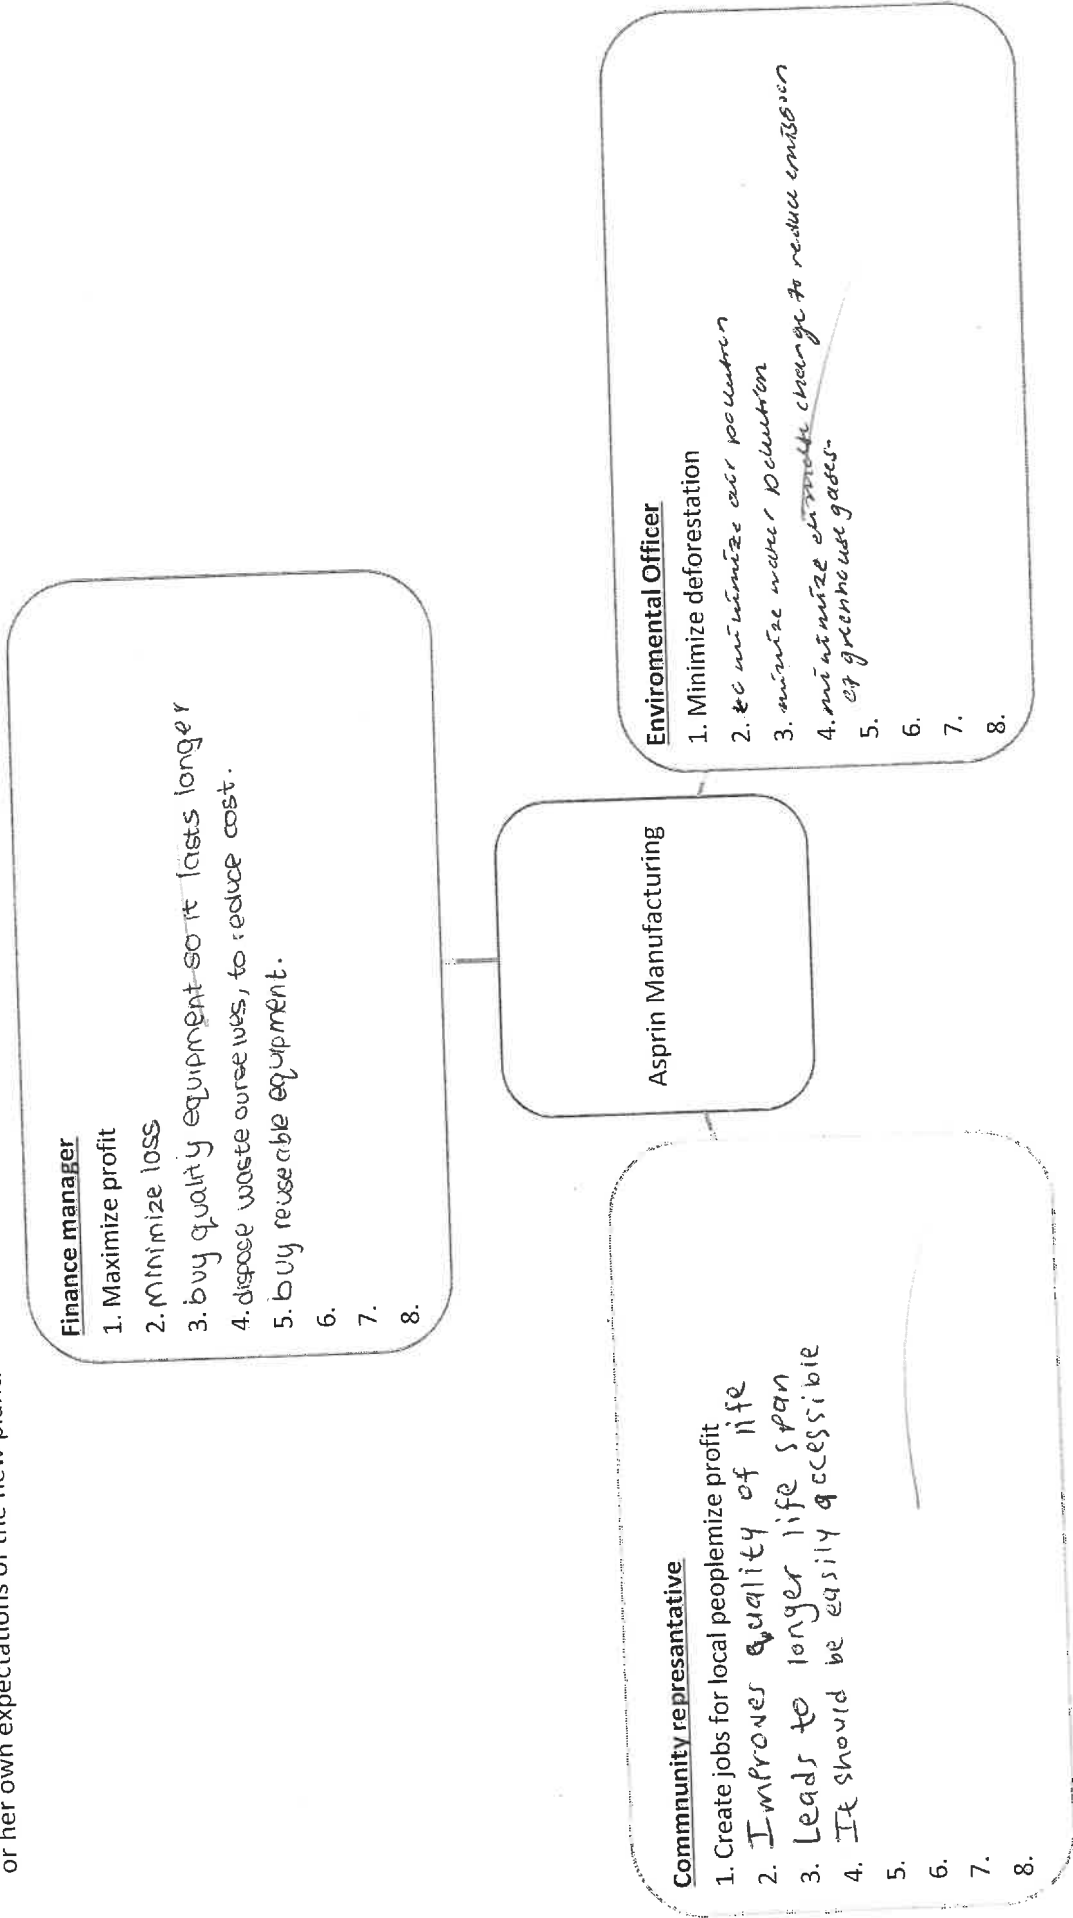 or her own expectations of the new plant.
Finance manager
1. Maximize profit
2. Minimize loss
3. buy quality equipment so it lasts longer
4. dispose waste ourselves, to reduce cost.
5. buy reuseable equipment.
6.
7.
8.
Asprin Manufacturing
Commnunity represantative
1. Create jobs for local peoplemize profit
2. Improves quality of life
3. Leads to longer life span
4. It should be easily accessible
5.
6.
7.
8.
Enviromental Officer
1. Minimize deforestation
2. to minimize air pollution
3. minize water pollution
4. minimize climate change to reduce emission
of greenhouse gases.
5.
6.
7.
8.